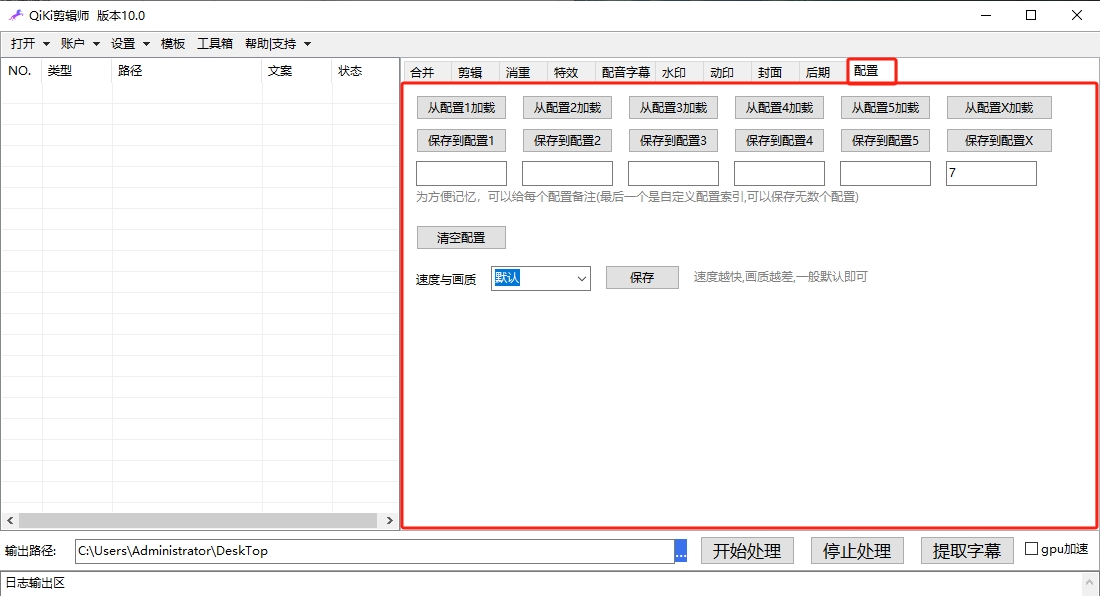 QiKi剪辑师 版本10.0
打开 账户 设置 模板 工具箱 帮助|支持
NO. 类型 路径 文案 状态
合并 剪辑 消重 特效 配音字幕 水印 动印 封面 后期 配置
从配置1加载 从配置2加载 从配置3加载 从配置4加载 从配置5加载 从配置X加载
保存到配置1 保存到配置2 保存到配置3 保存到配置4 保存到配置5 保存到配置X
7
为方便记忆，可以给每个配置备注(最后一个是自定义配置索引,可以保存无数个配置)
清空配置
速度与画质 默认 保存 速度越快,画质越差,一般默认即可
输出路径: C:\Users\Administrator\DeskTop ... 开始处理 停止处理 提取字幕 gpu加速
日志输出区